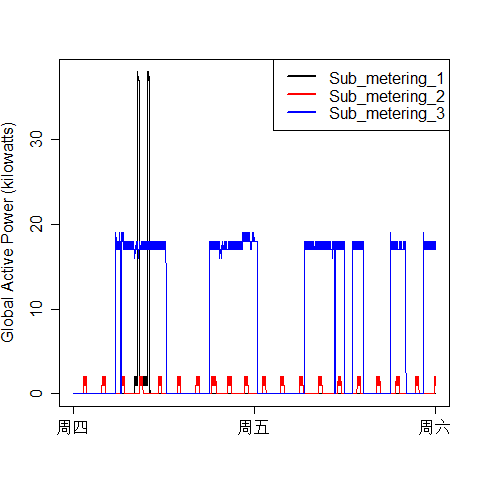 Sub_metering_1
Sub_metering_2
Sub_metering_3
Global Active Power (kilowatts)
30
20
10
0
周四 周五 周六